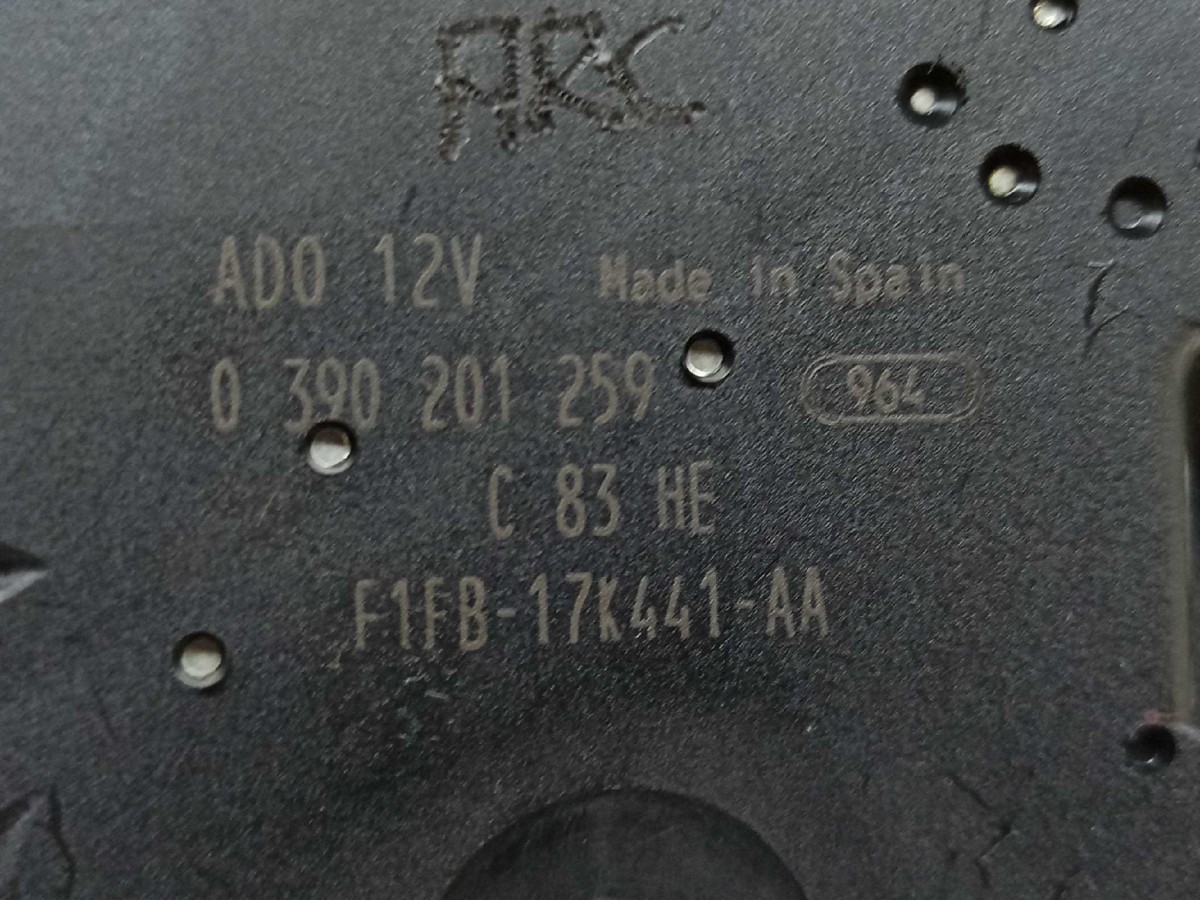 ARC
ADO 12V Made in Spain
0 390 201 259 964
C 83 HE
F1FB-17K441-AA